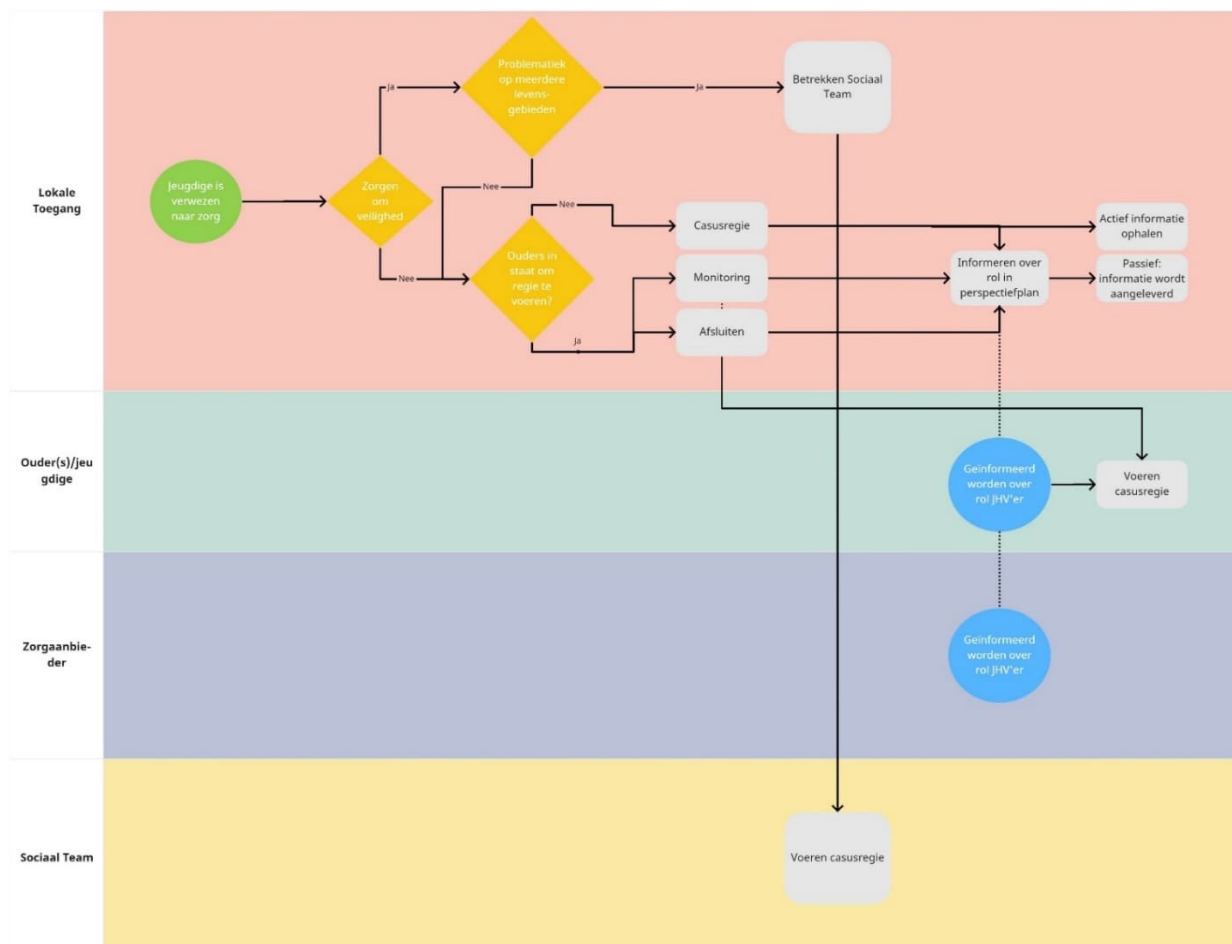 Lokale
Toegang
Jeugdige is
verwezen
naar zorg
Zorgen
om
veilighed
Ja
Nee
Problematiek
op meerdere
levens-
gebieden
Ja
Nee
Betrekken Sociaal
Team
Ouders in
staat om
regie te
voeren?
Nee
Ja
Casusregie
Monitoring
Afsluiten
Informeren over
rol in
perspectiefplan
Actief informatie
ophalen
Passief:
informatie wordt
aangeleverd
Ouder(s)/jeu
gdige
Geïnformeerd
worden over
rol JHV'er
Voeren
casusregie
Zorgaanbie-
der
Geïnformeerd
worden over
rol JHV'er
Sociaal Team
Voeren casusregie